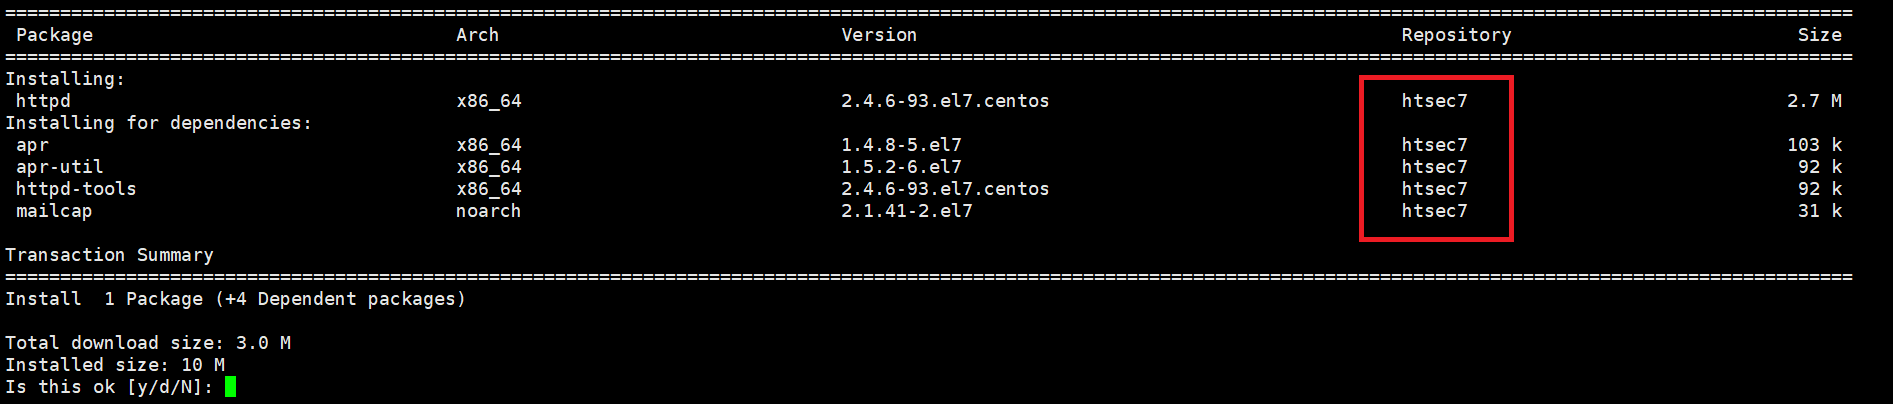 ================================================================================
Package Arch Version Repository Size
================================================================================
Installing:
httpd x86_64 2.4.6-93.el7.centos htsec7 2.7 M
Installing for dependencies:
apr x86_64 1.4.8-5.el7 htsec7 103 k
apr-util x86_64 1.5.2-6.el7 htsec7 92 k
httpd-tools x86_64 2.4.6-93.el7.centos htsec7 92 k
mailcap noarch 2.1.41-2.el7 htsec7 31 k
Transaction Summary
================================================================================
Install 1 Package (+4 Dependent packages)
Total download size: 3.0 M
Installed size: 10 M
Is this ok [y/d/N]: